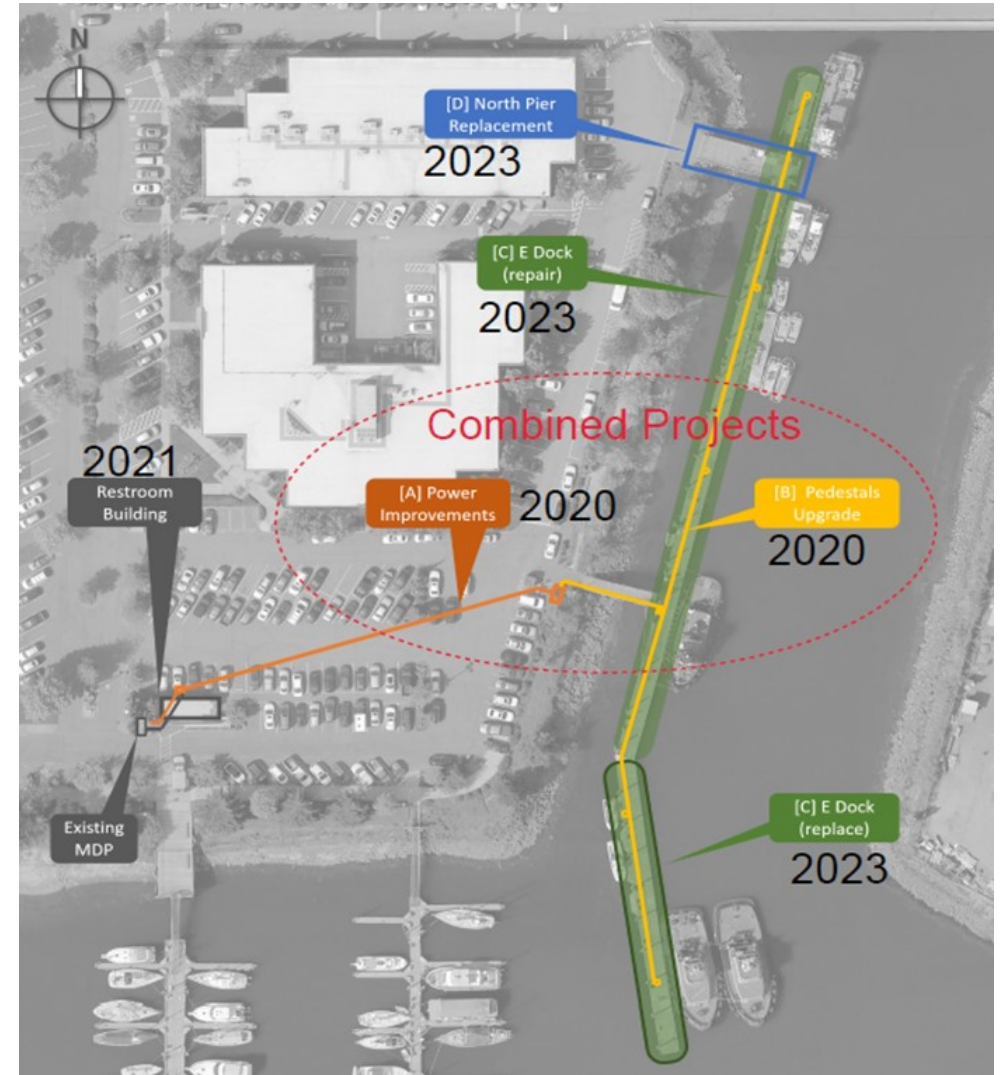 N
[D] North Pier
Replacement
2023
[C] E Dock
(repair)
2023
Combined Projects
2021
Restroom
Building
[A] Power
Improvements
2020
[B] Pedestals
Upgrade
2020
Existing
MDP
[C] E Dock
(replace)
2023